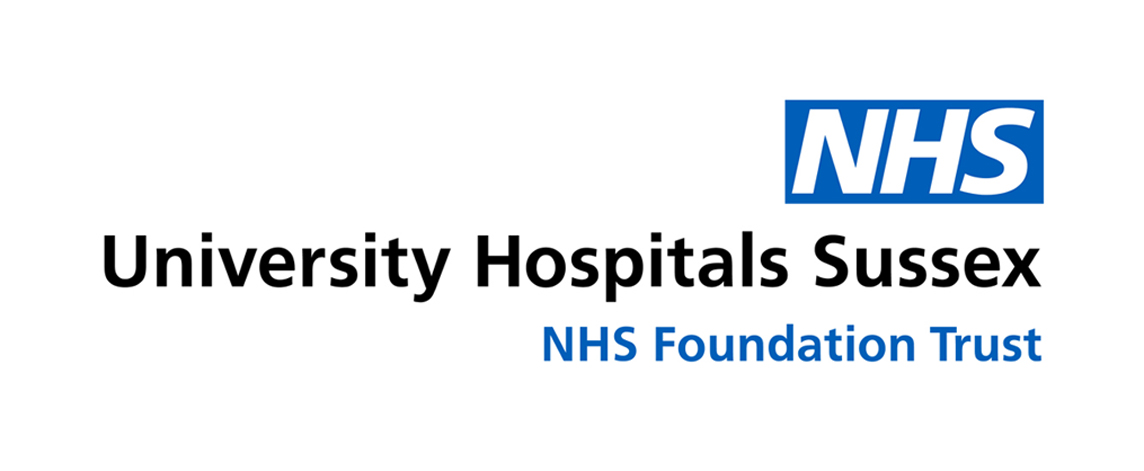 NHS
University Hospitals Sussex
NHS Foundation Trust